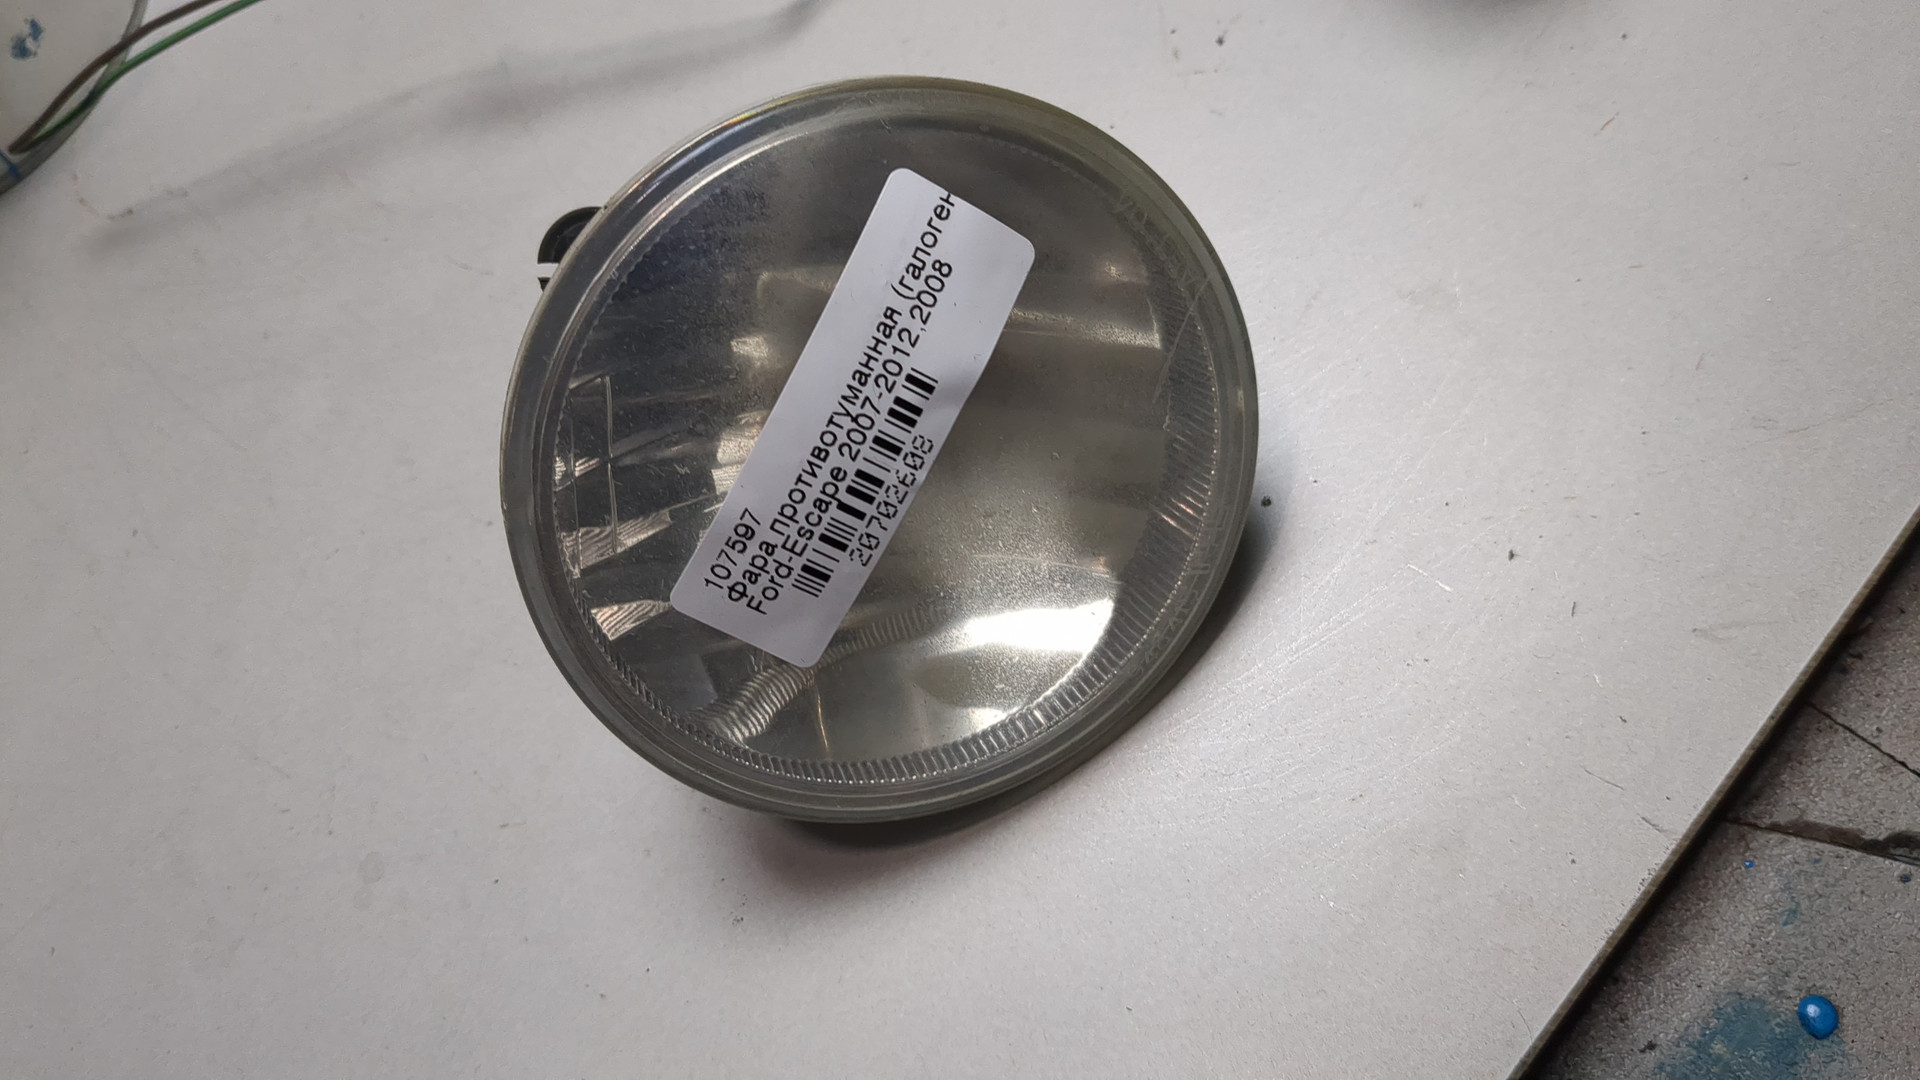 107597
Фара противотуманная (галоген
Ford-Escape 2007-2012,2008
20702608